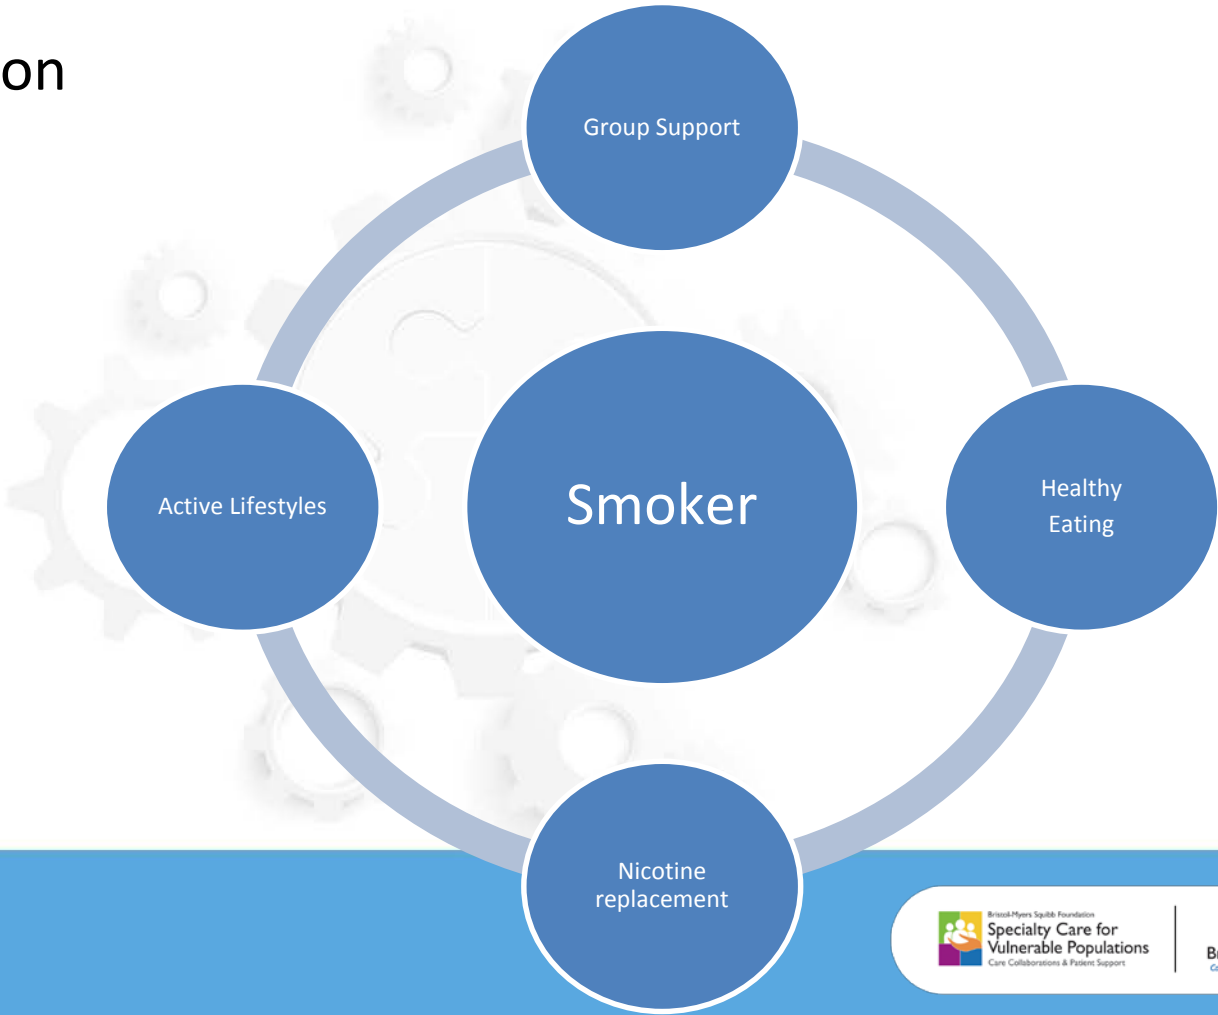 on
Group Support
Active Lifestyles
Smoker
Healthy
Eating
Nicotine
replacement
Bristol-Myers Squibb Foundation
Specialty Care for
Vulnerable Populations
Care Collaborations & Patient Support